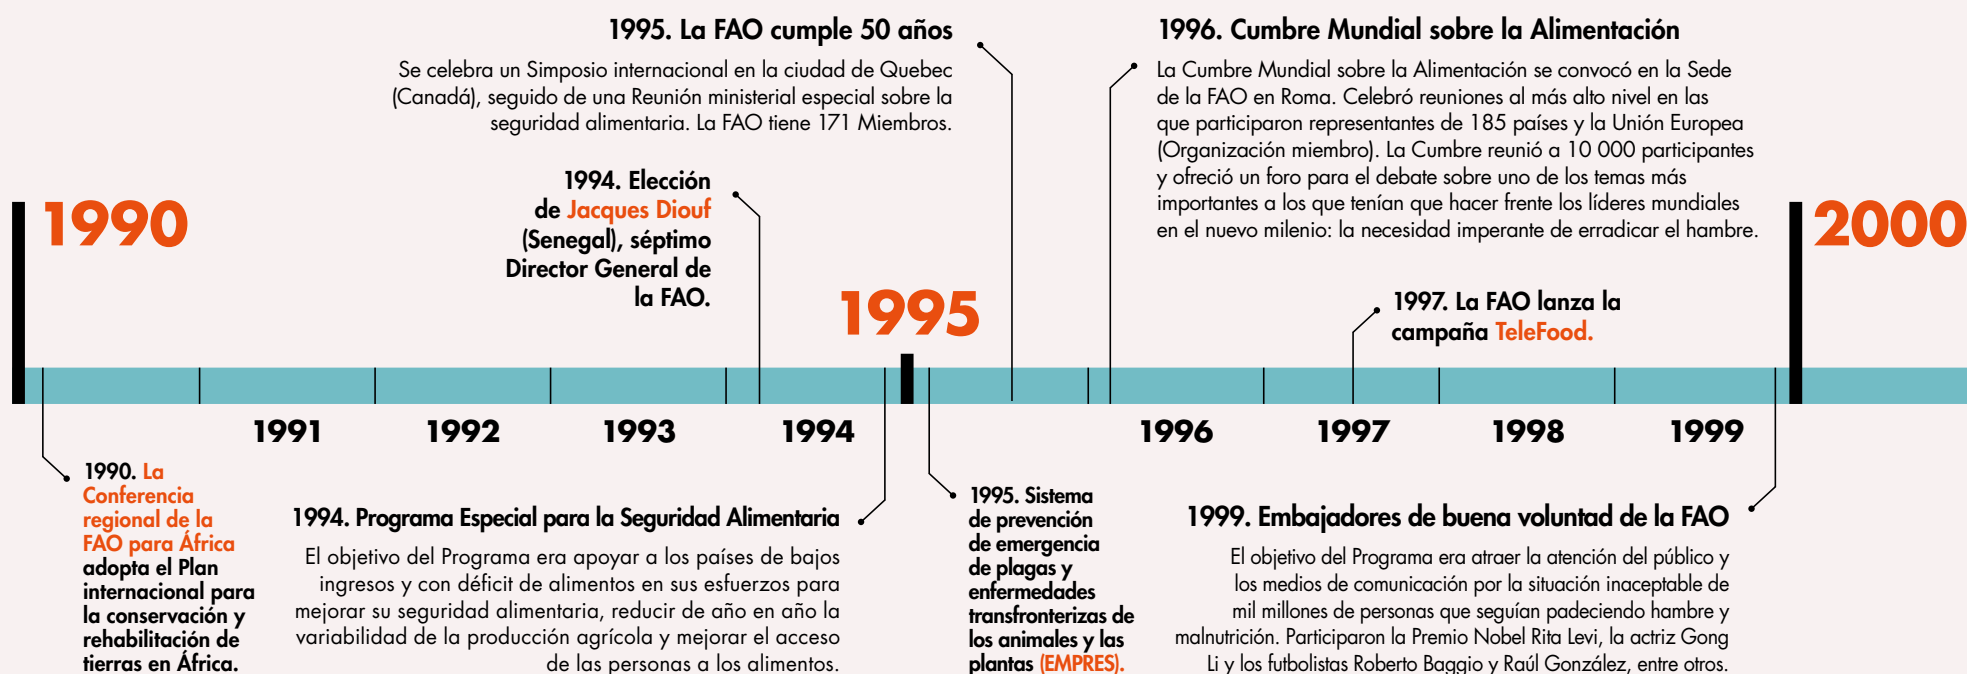 1995. La FAO cumple 50 años
Se celebra un Simposio internacional en la ciudad de Quebec
(Canadá), seguido de una Reunión ministerial especial sobre la
seguridad alimentaria. La FAO tiene 171 Miembros.
1996. Cumbre Mundial sobre la Alimentación
La Cumbre Mundial sobre la Alimentación se convocó en la Sede
de la FAO en Roma. Celebró reuniones al más alto nivel en las
que participaron representantes de 185 países y la Unión Europea
(Organización miembro). La Cumbre reunió a 10 000 participantes
y ofreció un foro para el debate sobre uno de los temas más
importantes a los que tenían que hacer frente los líderes mundiales
en el nuevo milenio: la necesidad imperante de erradicar el hambre.
1994. Elección
de Jacques Diouf
(Senegal), séptimo
Director General de
la FAO.
1990
1995
2000
1997. La FAO lanza la
campaña TeleFood.
1991
1992
1993
1994
1996
1997
1998
1999
1990. La
Conferencia
regional de la
FAO para África
adopta el Plan
internacional para
la conservación y
rehabilitación de
tierras en África.
1994. Programa Especial para la Seguridad Alimentaria
El objetivo del Programa era apoyar a los países de bajos
ingresos y con déficit de alimentos en sus esfuerzos para
mejorar su seguridad alimentaria, reducir de año en año la
variabilidad de la producción agrícola y mejorar el acceso
de las personas a los alimentos.
1995. Sistema
de prevención
de emergencia
de plagas y
enfermedades
transfronterizas de
los animales y las
plantas (EMPRES).
1999. Embajadores de buena voluntad de la FAO
El objetivo del Programa era atraer la atención del público y
los medios de comunicación por la situación inaceptable de
mil millones de personas que seguían padeciendo hambre y
malnutrición. Participaron la Premio Nobel Rita Levi, la actriz Gong
Li y los futbolistas Roberto Baggio y Raúl González, entre otros.